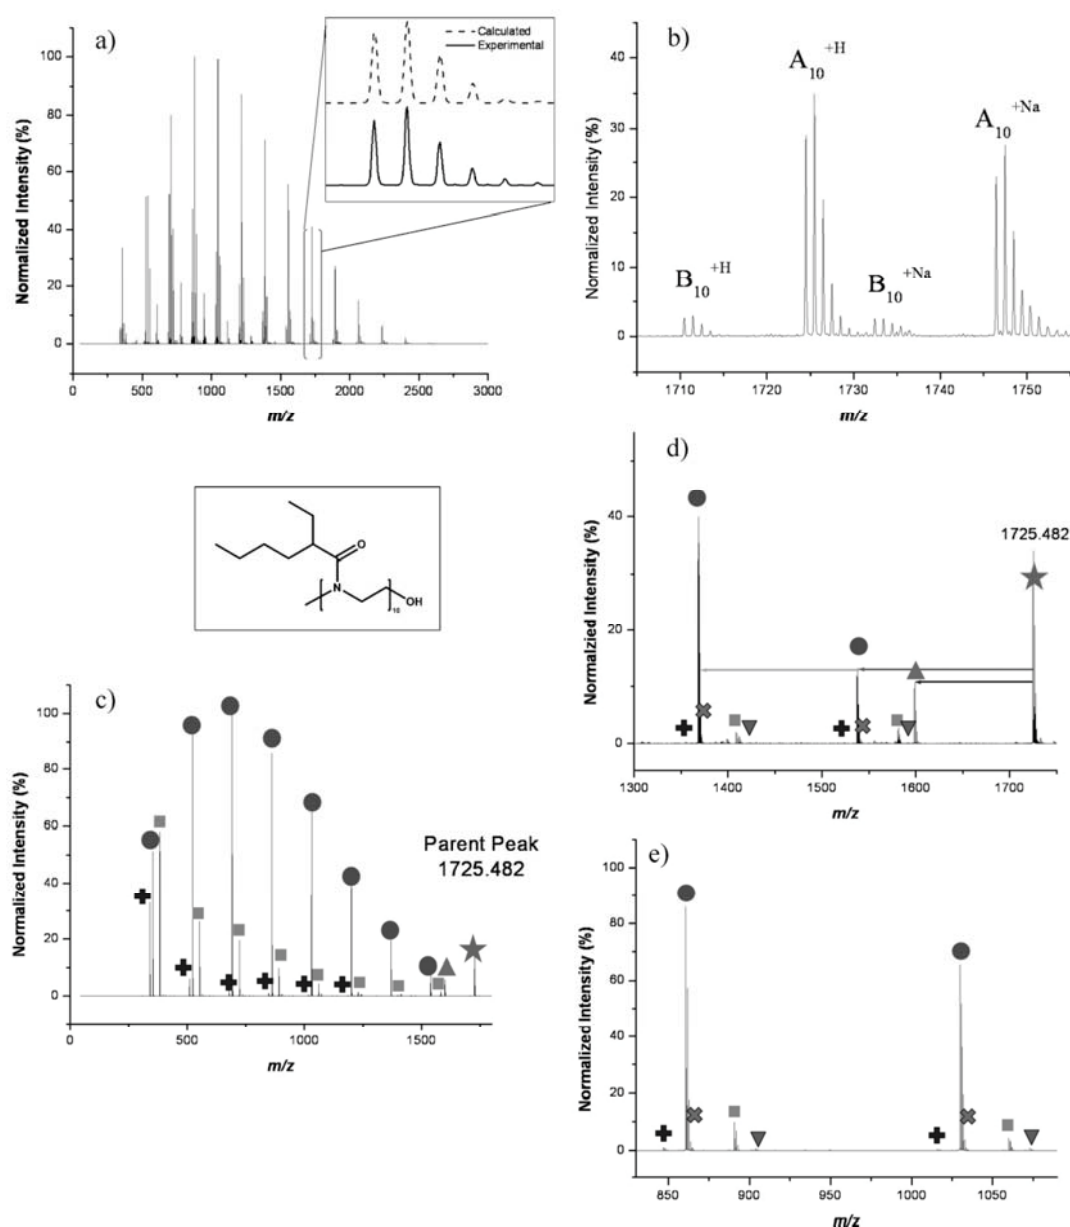 a)
Normalized Intensity (%)
100
80
60
40
20
0
500
1000
1500
2000
2500
3000
m/z
Calculated
Experimental
b)
Normalized Intensity (%)
40
30
20
10
0
1710
1720
1730
1740
1750
m/z
B10+H
A10+H
B10+Na
A10+Na
O
N
10
OH
c)
Normalized Intensity (%)
100
80
60
40
20
0
0
500
1000
1500
m/z
Parent Peak
1725.482
d)
Normalzied Intensity (%)
40
20
0
1300
1400
1500
1600
1700
m/z
1725.482
e)
Normalized Intensity (%)
100
80
60
40
20
0
850
900
950
1000
1050
m/z